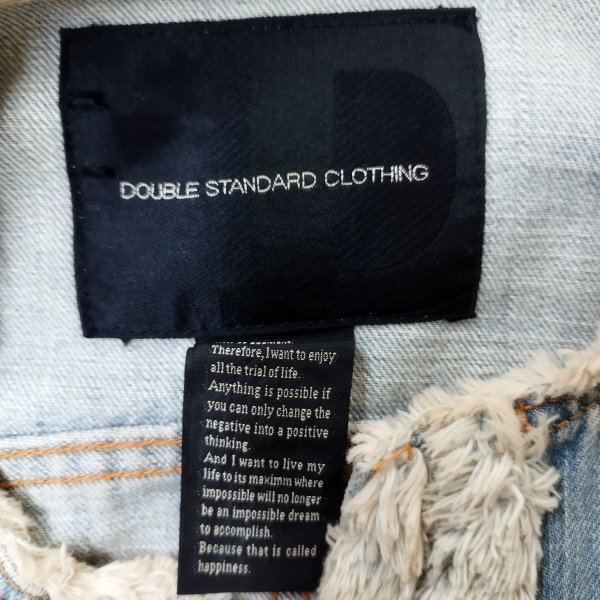 DOUBLE STANDARD CLOTHING
Therefore, I want to enjoy
all the trial of life.
Anything is possible if
you can only change the
negative into a positive
thinking.
And I want to live my
life to its maximm where
impossible will no longer
be an impossible dream
to accomplish.
Because that is called
happiness.